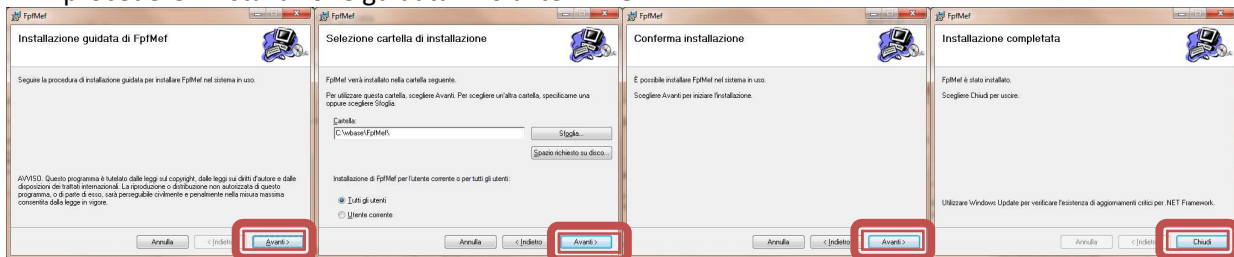 FpfMef
Installazione guidata di FpfMef
Seguire la procedura di installazione guidata per installare FpfMef nel sistema in uso.
AVVISO. Questo programma è tutelato dalle leggi sul copyright, dalle leggi sui diritti d'autore e dalle
disposizioni dei trattati internazionali. La riproduzione o distribuzione non autorizzata di questo
programma, o di parte di esso, sarà perseguibile civilmente e penalmente nella misura massima
consentita dalla legge in vigore.
Annulla
< Indietro
Avanti >
FpfMef
Selezione cartella di installazione
FpfMef verrà installato nella cartella seguente.
Per utilizzare questa cartella, scegliere Avanti. Per scegliere un'altra cartella, specificarne una
oppure scegliere Sfoglia.
Cartella:
C:\wbase\FpfMef\
Sfoglia...
Spazio richiesto su disco...
Installazione di FpfMef per l'utente corrente o per tutti gli utenti:
Tutti gli utenti
Utente corrente
Annulla
< Indietro
Avanti >
FpfMef
Conferma installazione
È possibile installare FpfMef nel sistema in uso.
Scegliere Avanti per iniziare l'installazione.
Annulla
< Indietro
Avanti >
FpfMef
Installazione completata
FpfMef è stato installato.
Scegliere Chiudi per uscire.
Utilizzare Windows Update per verificare l'esistenza di aggiornamenti critici per .NET Framework.
Annulla
< Indietro
Chiudi